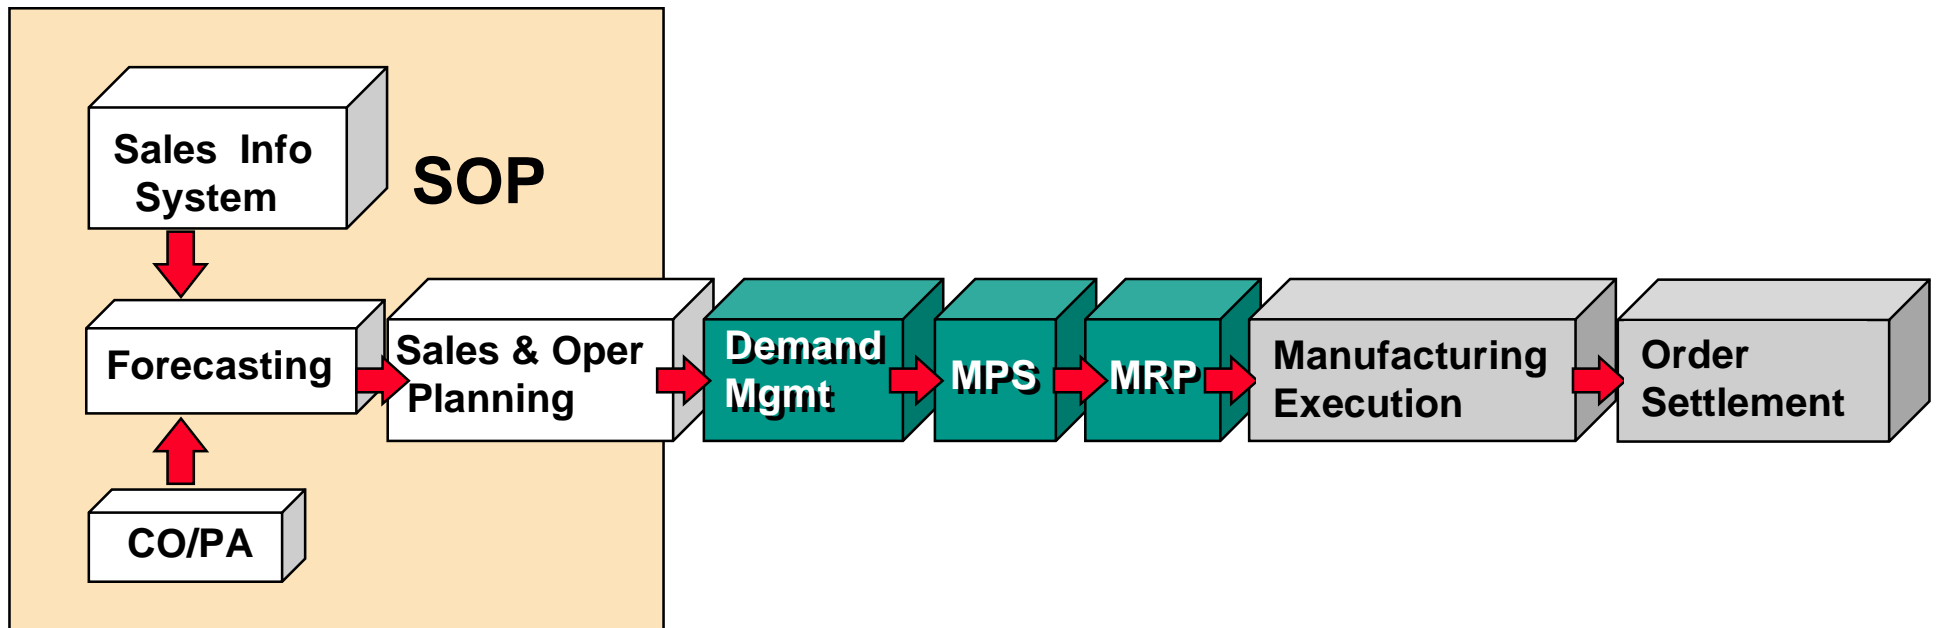 Sales Info
System
SOP
Forecasting
Sales & Oper
Planning
Demand
Mgmt
MPS
MRP
Manufacturing
Execution
Order
Settlement
CO/PA